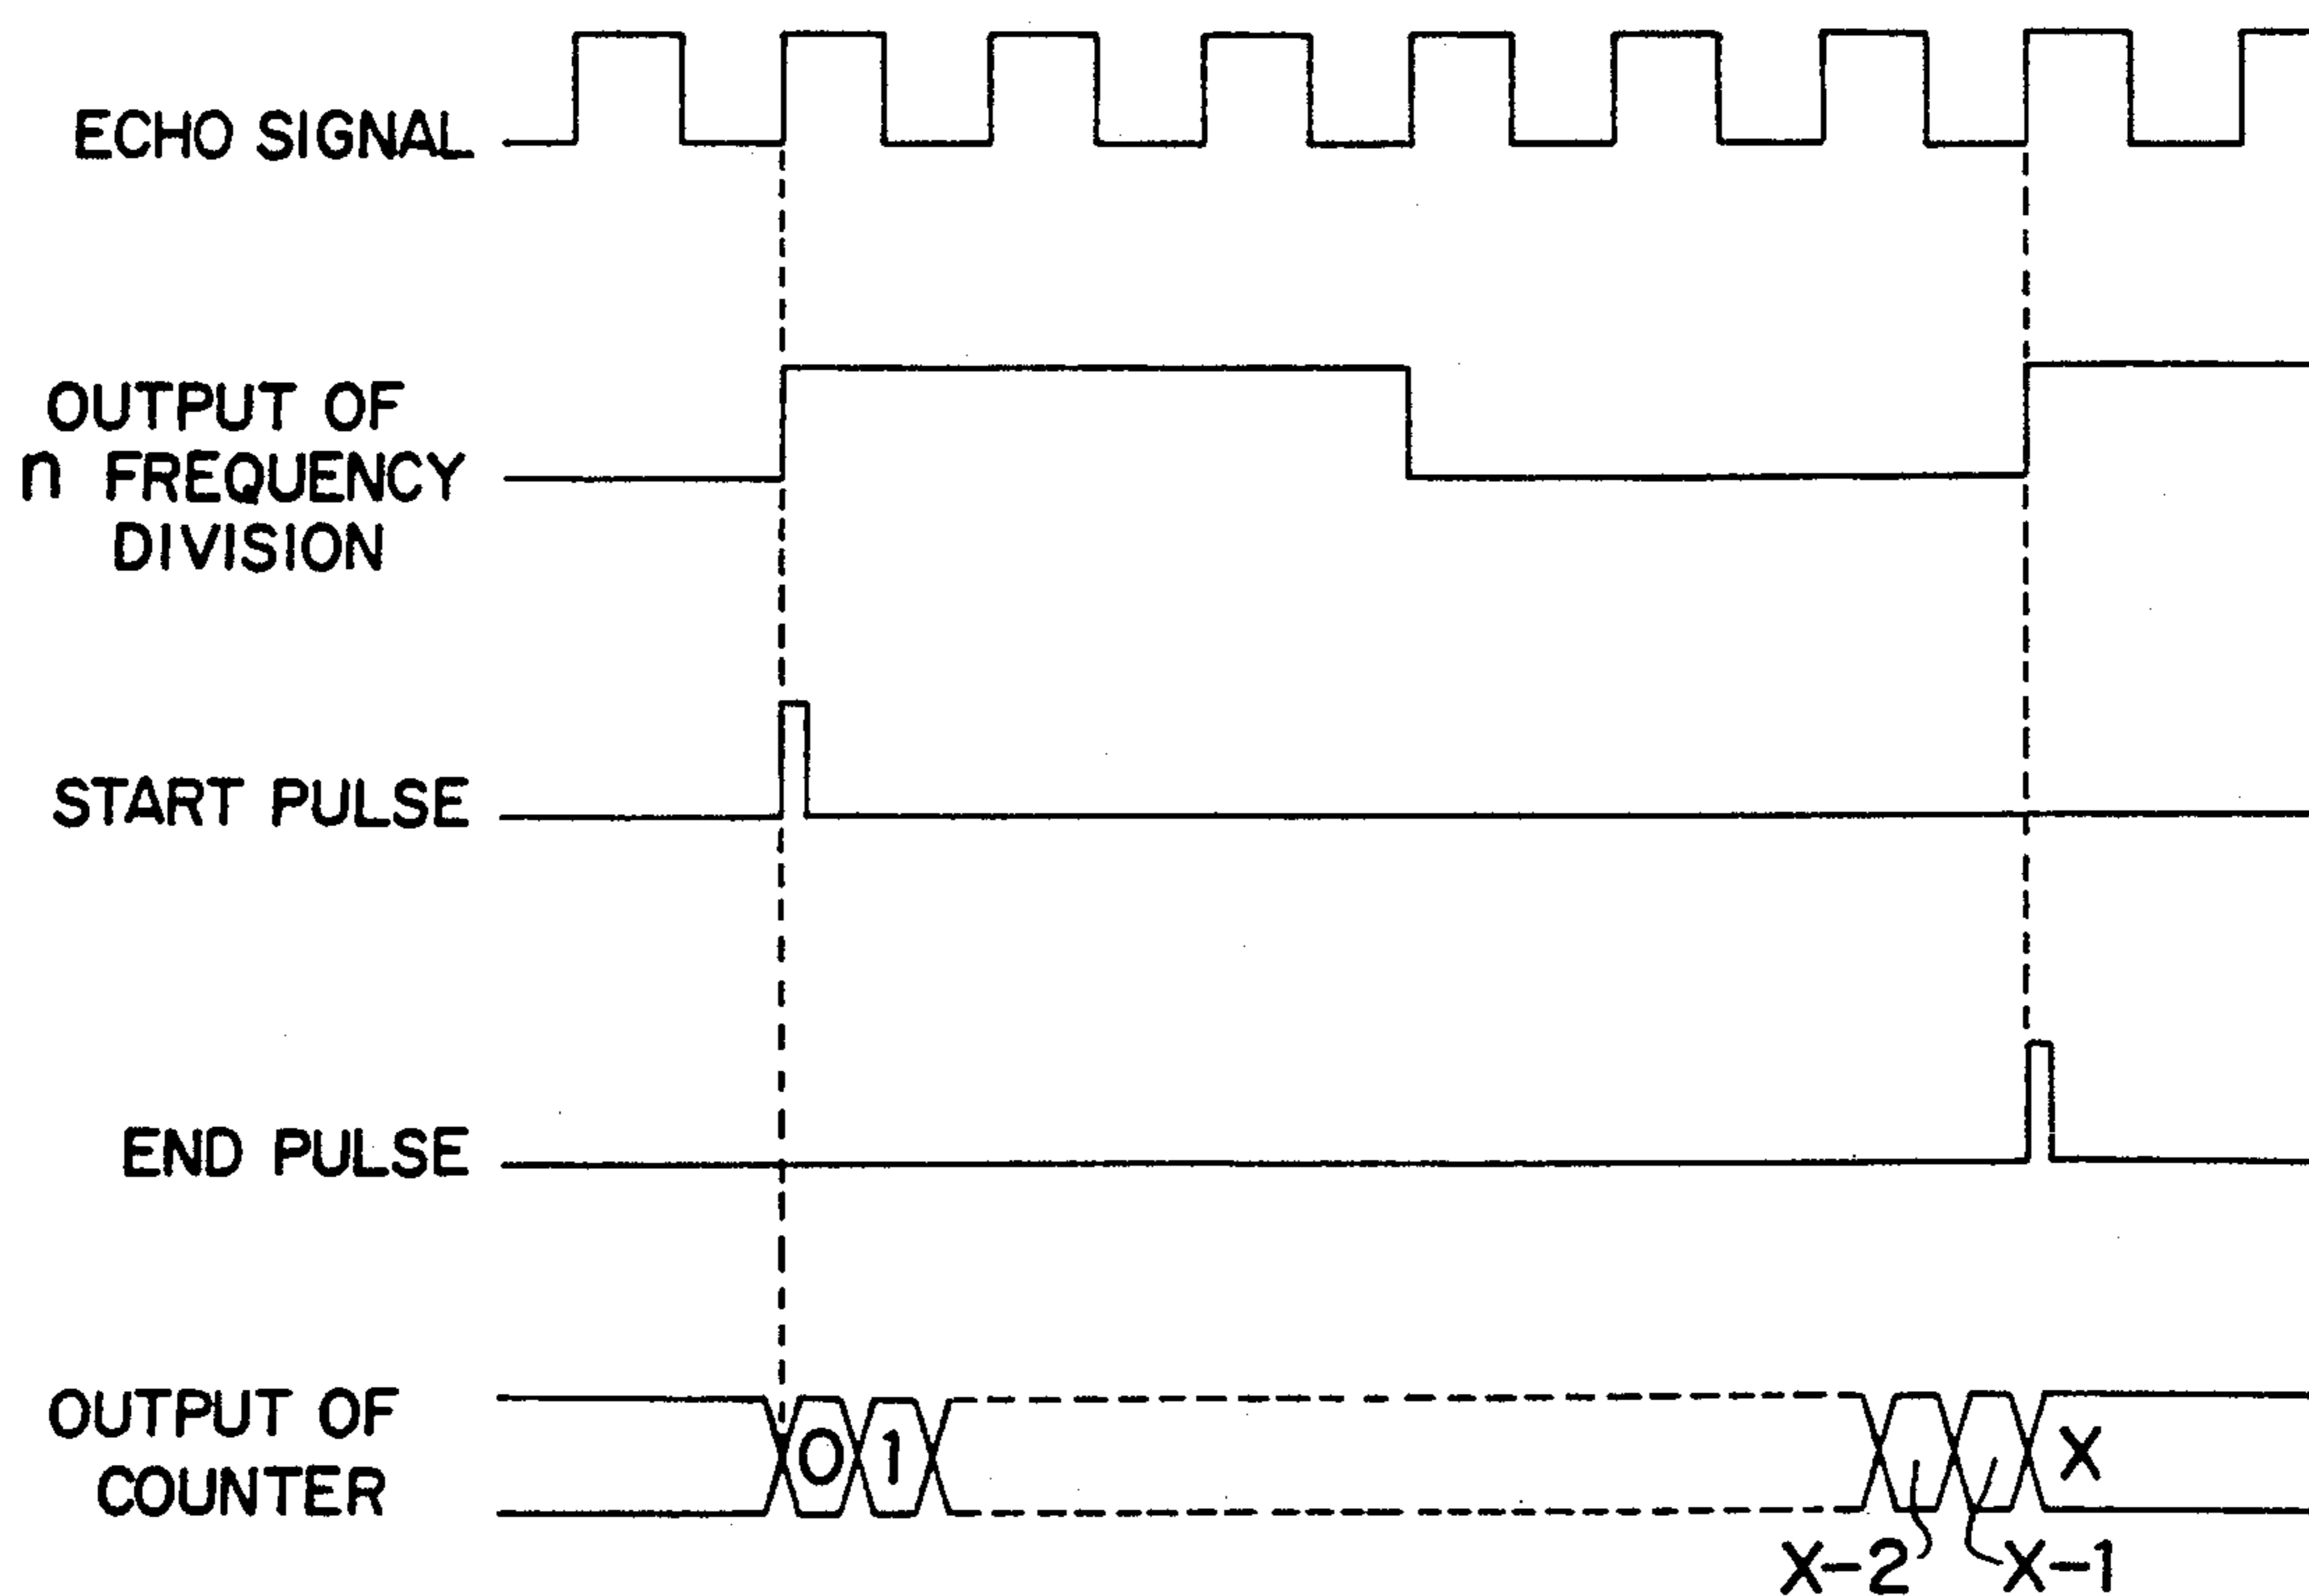 ECHO SIGNAL
OUTPUT OF
n FREQUENCY
DIVISION
START PULSE
END PULSE
OUTPUT OF
COUNTER
0 1
X
X-2
X-1